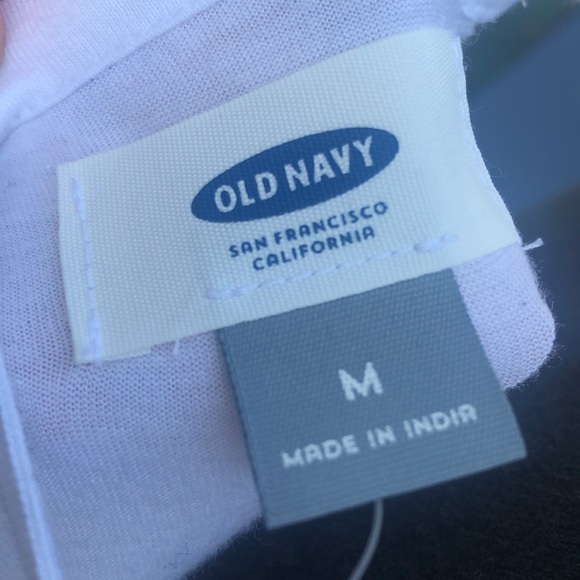 OLD NAVY
SAN FRANCISCO
CALIFORNIA
M
MADE IN INDIA